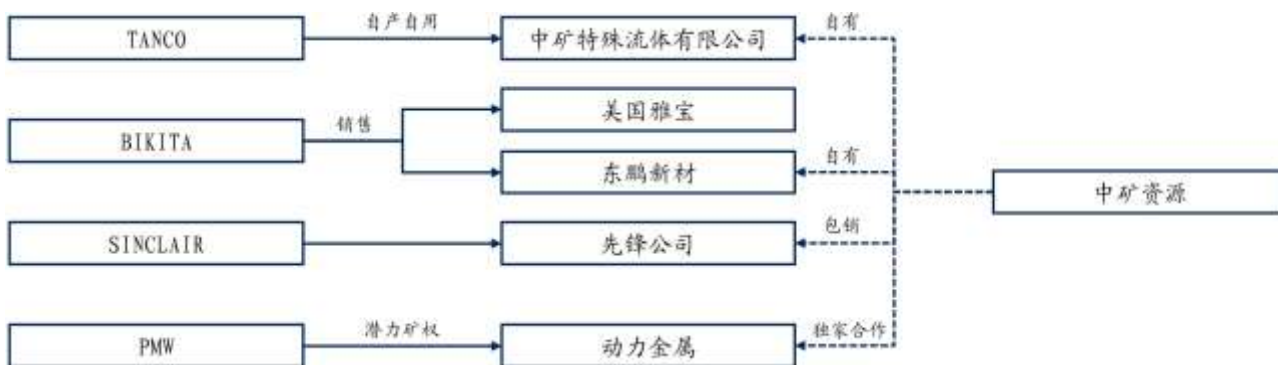 TANCO
自产自用
中矿特殊流体有限公司
自有
美国雅宝
BIKITA
销售
东鹏新材
自有
中矿资源
SINCLAIR
先锋公司
包销
PMW
潜力矿权
动力金属
独家合作